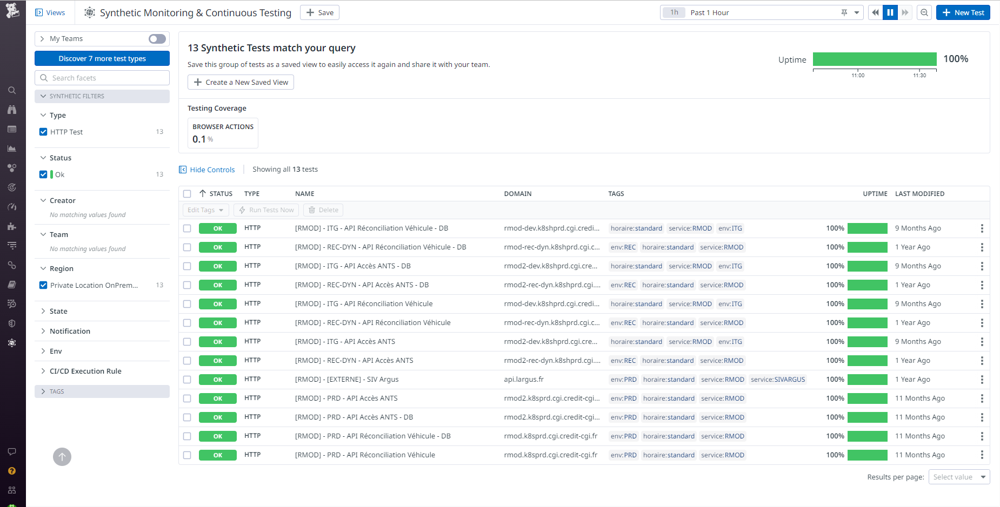 Views
Synthetic Monitoring & Continuous Testing
Save
1h Past 1 Hour
New Test
My Teams
Discover 7 more test types
Search facets
SYNTHETIC FILTERS
Type
HTTP Test 13
Status
Ok 13
Creator
No matching values found
Team
No matching values found
Region
Private Location OnPrem... 13
State
Notification
Env
CI/CD Execution Rule
TAGS
13 Synthetic Tests match your query
Save this group of tests as a saved view to easily access it again and share it with your team.
Create a New Saved View
Uptime 100%
11:00 11:30
Testing Coverage
BROWSER ACTIONS
0.1 %
Hide Controls Showing all 13 tests
STATUS TYPE NAME DOMAIN TAGS UPTIME LAST MODIFIED
Edit Tags Run Tests Now Delete
OK HTTP [RMOD] - ITG - API Réconciliation Véhicule - DB rmod-dev.k8shprd.cgi.credi... horaire:standard service:RMOD env:ITG 100% 9 Months Ago
OK HTTP [RMOD] - REC-DYN - API Réconciliation Véhicule - DB rmod-rec-dyn.k8shprd.cgi.c... env:REC horaire:standard service:RMOD 100% 1 Year Ago
OK HTTP [RMOD] - ITG - API Accès ANTS - DB rmod2-dev.k8shprd.cgi.cre... horaire:standard service:RMOD env:ITG 100% 9 Months Ago
OK HTTP [RMOD] - REC-DYN - API Accès ANTS - DB rmod2-rec-dyn.k8shprd.cgi.... env:REC horaire:standard service:RMOD 100% 1 Year Ago
OK HTTP [RMOD] - ITG - API Réconciliation Véhicule rmod-dev.k8shprd.cgi.credi... horaire:standard service:RMOD env:ITG 100% 9 Months Ago
OK HTTP [RMOD] - REC-DYN - API Réconciliation Véhicule rmod-rec-dyn.k8shprd.cgi.c... env:REC horaire:standard service:RMOD 100% 1 Year Ago
OK HTTP [RMOD] - ITG - API Accès ANTS rmod2-dev.k8shprd.cgi.cre... horaire:standard service:RMOD env:ITG 100% 9 Months Ago
OK HTTP [RMOD] - REC-DYN - API Accès ANTS rmod2-rec-dyn.k8shprd.cgi.... env:REC horaire:standard service:RMOD 100% 1 Year Ago
OK HTTP [RMOD] - [EXTERNE] - SIV Argus api.largus.fr env:PRD horaire:standard service:RMOD service:SIVARGUS 100% 1 Year Ago
OK HTTP [RMOD] - PRD - API Accès ANTS rmod2.k8sprd.cgi.credit-cgi... env:PRD horaire:standard service:RMOD 100% 11 Months Ago
OK HTTP [RMOD] - PRD - API Accès ANTS - DB rmod2.k8sprd.cgi.credit-cgi... env:PRD horaire:standard service:RMOD 100% 11 Months Ago
OK HTTP [RMOD] - PRD - API Réconciliation Véhicule - DB rmod.k8sprd.cgi.credit-cgi.fr env:PRD horaire:standard service:RMOD 100% 11 Months Ago
OK HTTP [RMOD] - PRD - API Réconciliation Véhicule rmod.k8sprd.cgi.credit-cgi.fr env:PRD horaire:standard service:RMOD 100% 11 Months Ago
Results per page: Select value